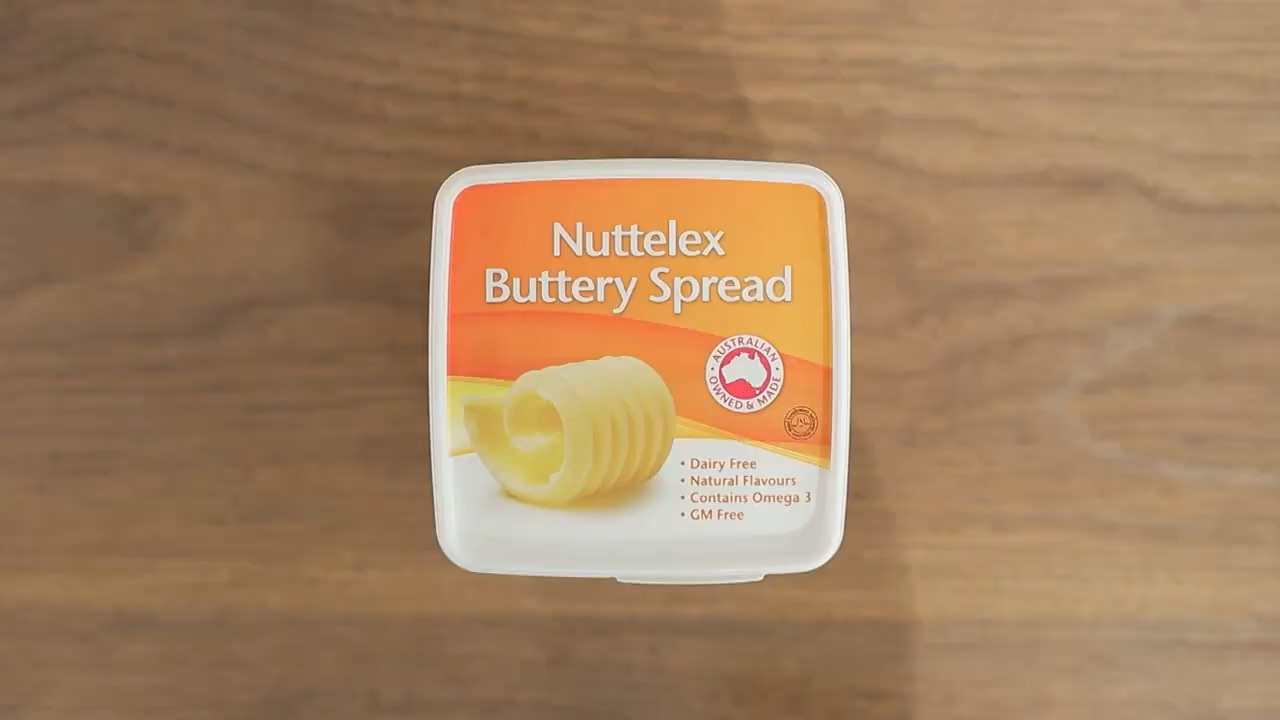 Nuttelex
Buttery Spread
AUSTRALIAN
OWNED & MADE
• Dairy Free
• Natural Flavours
• Contains Omega 3
• GM Free